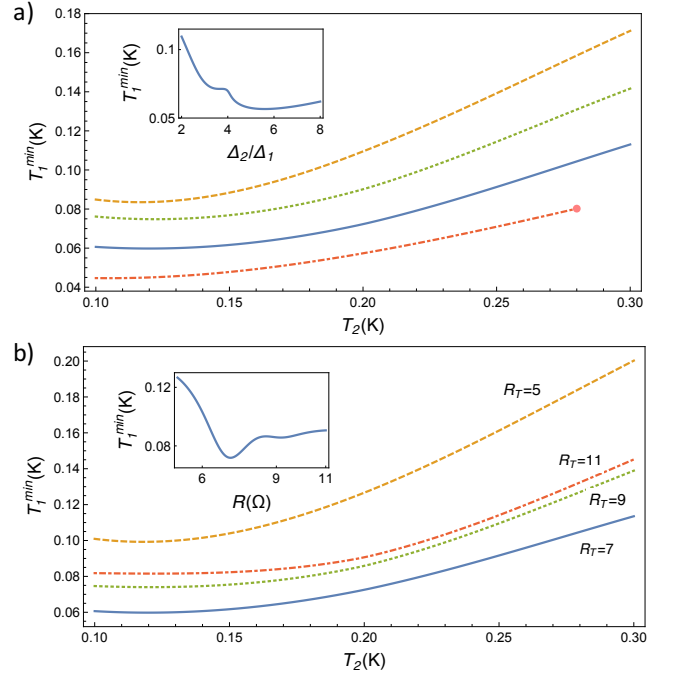 a)
0.18
0.16
0.14
0.12
0.10
0.08
0.06
0.04
T₁ᵐⁱⁿ(K)
0.10 0.15 0.20 0.25 0.30
T₂(K)
0.1
0.05
T₁ᵐⁱⁿ(K)
2 4 6 8
Δ₂/Δ₁
b)
0.20
0.18
0.16
0.14
0.12
0.10
0.08
0.06
T₁ᵐⁱⁿ(K)
0.10 0.15 0.20 0.25 0.30
T₂(K)
0.12
0.08
T₁ᵐⁱⁿ(K)
6 9 11
R(Ω)
R_T=5
R_T=11
R_T=9
R_T=7